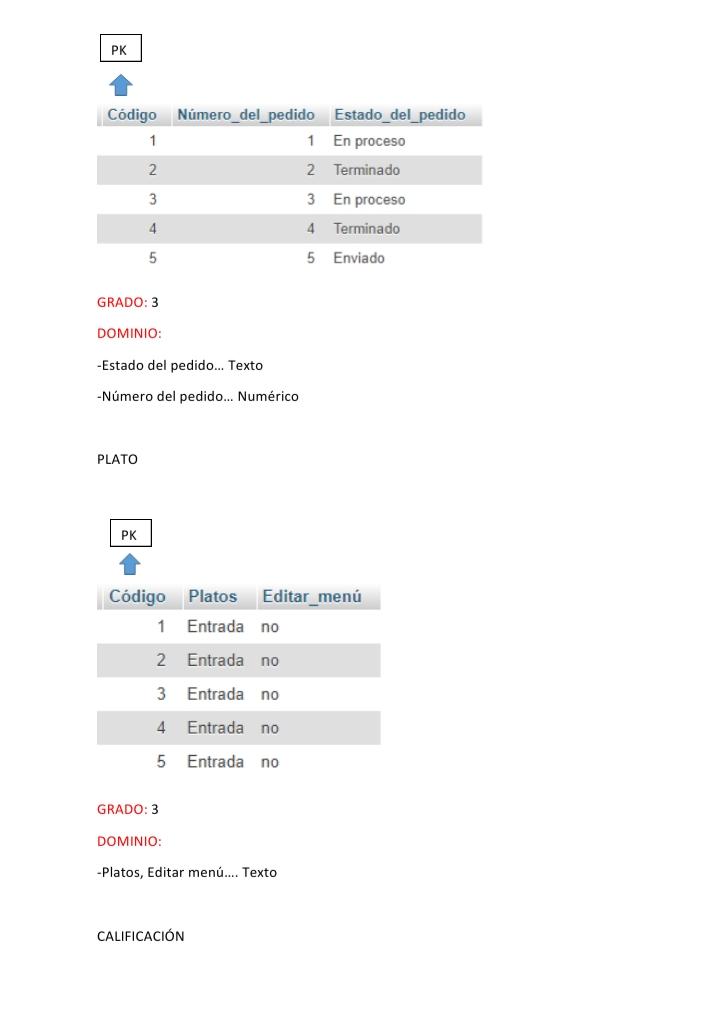 PK
Código Número_del_pedido Estado_del_pedido
1 1 En proceso
2 2 Terminado
3 3 En proceso
4 4 Terminado
5 5 Enviado
GRADO: 3
DOMINIO:
-Estado del pedido... Texto
-Número del pedido... Numérico
PLATO
PK
Código Platos Editar_menú
1 Entrada no
2 Entrada no
3 Entrada no
4 Entrada no
5 Entrada no
GRADO: 3
DOMINIO:
-Platos, Editar menú.... Texto
CALIFICACIÓN